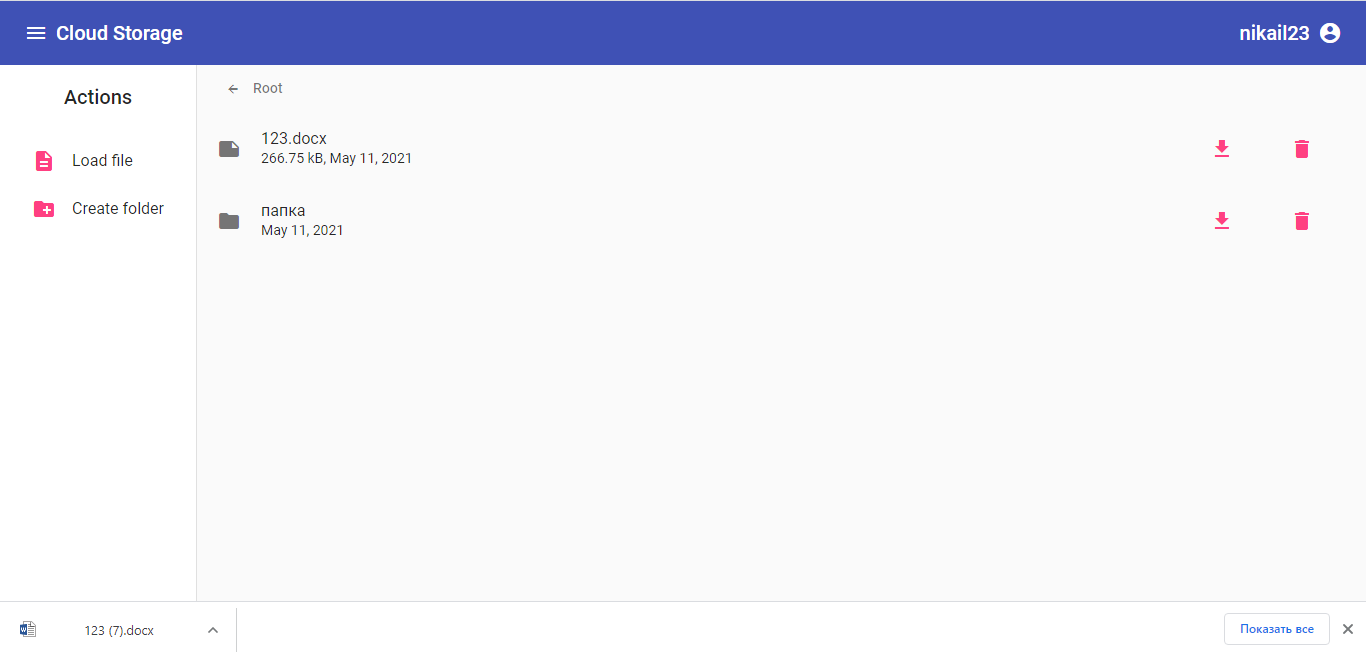 Cloud Storage
nikail23
Actions
Load file
Create folder
Root
123.docx
266.75 kB, May 11, 2021
папка
May 11, 2021
123 (7).docx
Показать все